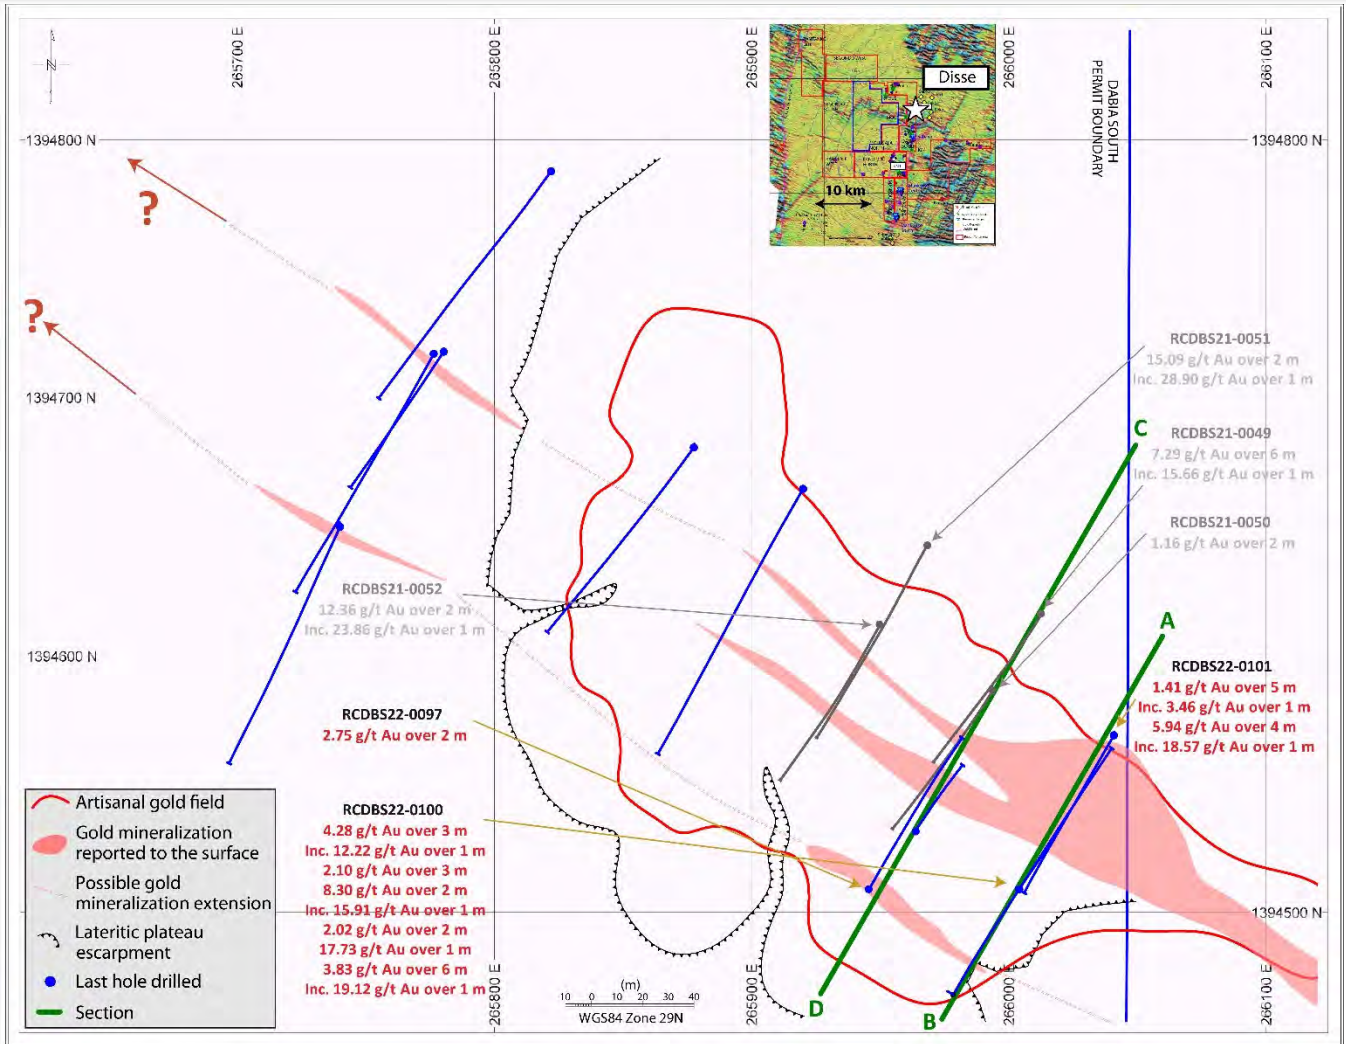 265700 E
265800 E
265900 E
266000 E
266100 E
N
Disse
10 km
DABIA SOUTH
PERMIT BOUNDARY
1394800 N
1394800 N
?
?
1394700 N
RCDBS21-0051
15.09 g/t Au over 2 m
Inc. 28.90 g/t Au over 1 m
C
RCDBS21-0049
7.29 g/t Au over 6 m
Inc. 15.66 g/t Au over 1 m
RCDBS21-0050
1.16 g/t Au over 2 m
RCDBS21-0052
12.36 g/t Au over 2 m
Inc. 23.86 g/t Au over 1 m
A
1394600 N
RCDBS22-0101
1.41 g/t Au over 5 m
Inc. 3.46 g/t Au over 1 m
5.94 g/t Au over 4 m
Inc. 18.57 g/t Au over 1 m
RCDBS22-0097
2.75 g/t Au over 2 m
RCDBS22-0100
4.28 g/t Au over 3 m
Inc. 12.22 g/t Au over 1 m
2.10 g/t Au over 3 m
8.30 g/t Au over 2 m
Inc. 15.91 g/t Au over 1 m
2.02 g/t Au over 2 m
17.73 g/t Au over 1 m
3.83 g/t Au over 6 m
Inc. 19.12 g/t Au over 1 m
Artisanal gold field
Gold mineralization
reported to the surface
Possible gold
mineralization extension
Lateritic plateau
escarpment
Last hole drilled
Section
1394500 N
D
B
(m)
10 0 10 20 30 40
WGS84 Zone 29N
265800 E
265900 E
266000 E
266100 E